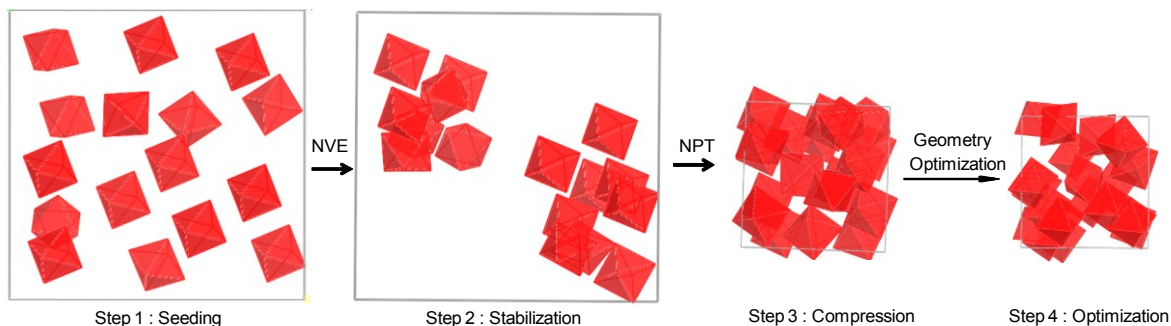 NVE
NPT
Geometry
Optimization
Step 1 : Seeding
Step 2 : Stabilization
Step 3 : Compression
Step 4 : Optimization